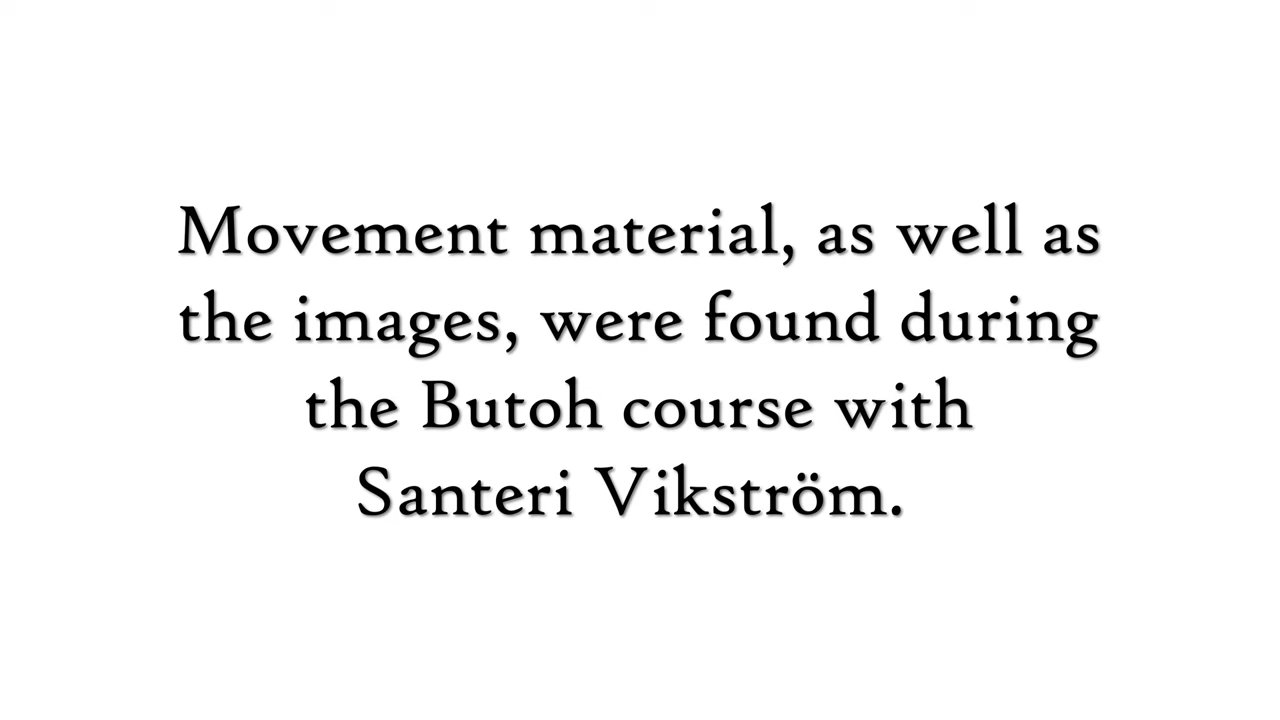 Movement material, as well as
the images, were found during
the Butoh course with
Santeri Vikström.